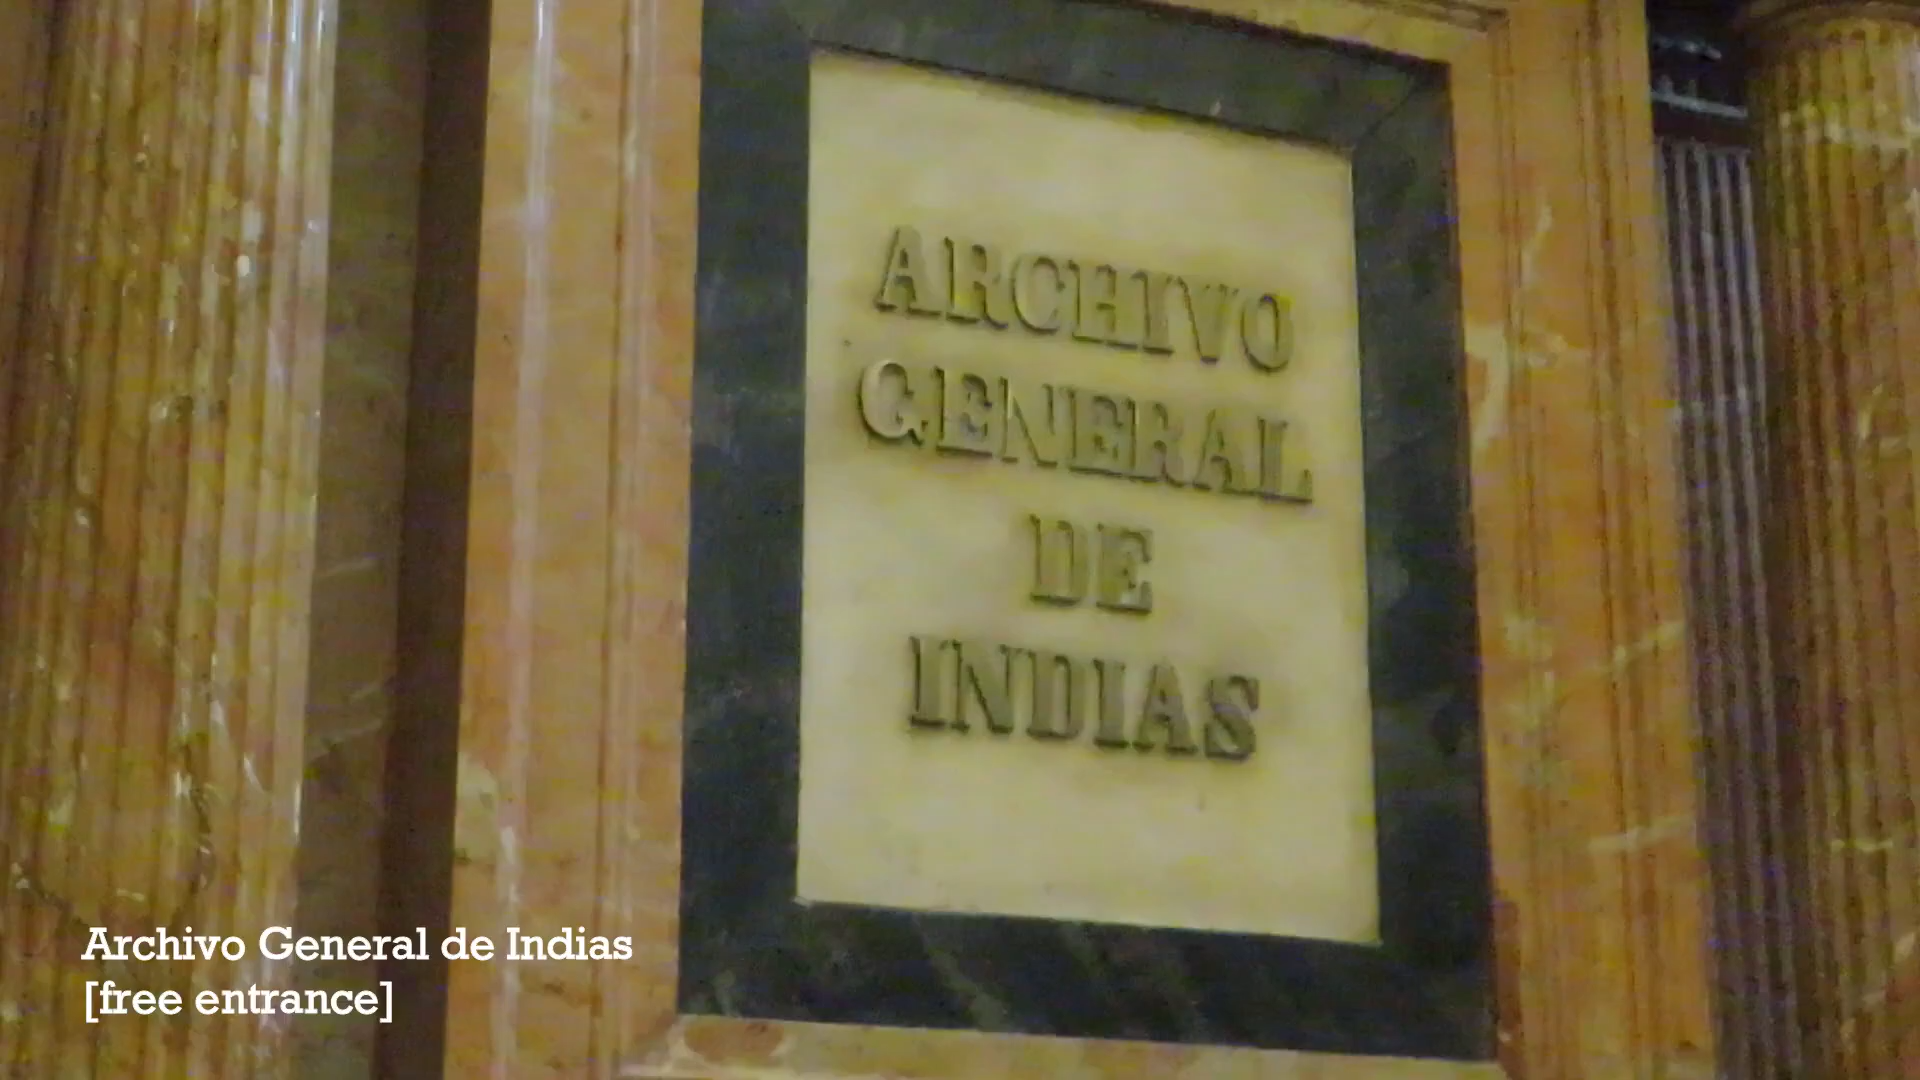 ARCHIVO
GENERAL
DE
INDIAS
Archivo General de Indias
[free entrance]